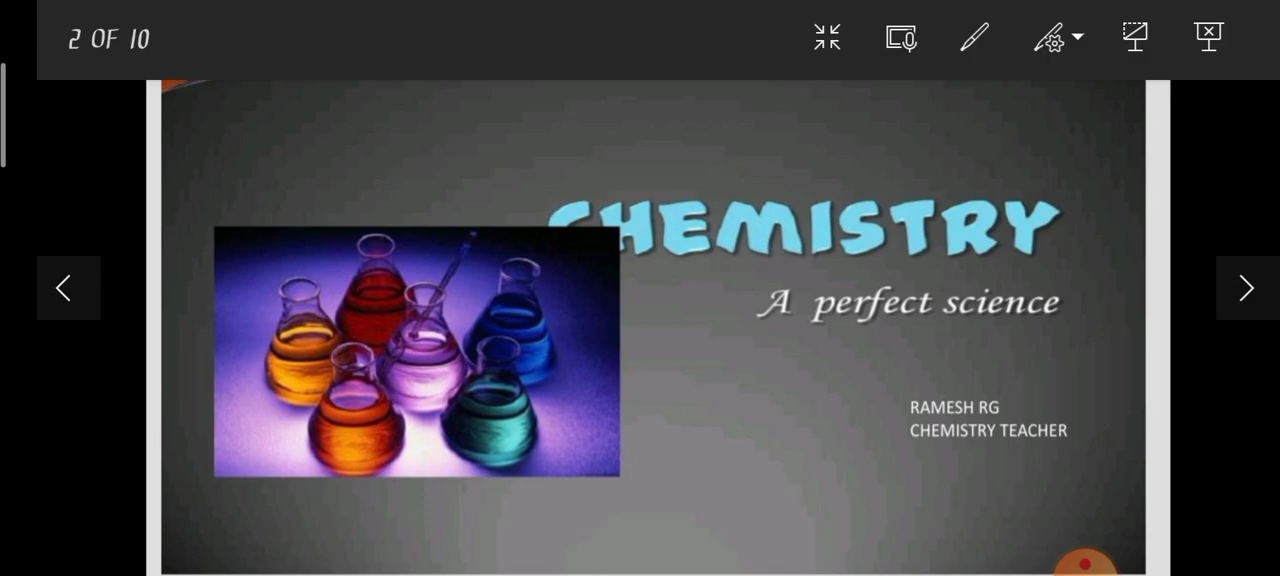 2 OF 10
CHEMISTRY
A perfect science
RAMESH RG
CHEMISTRY TEACHER